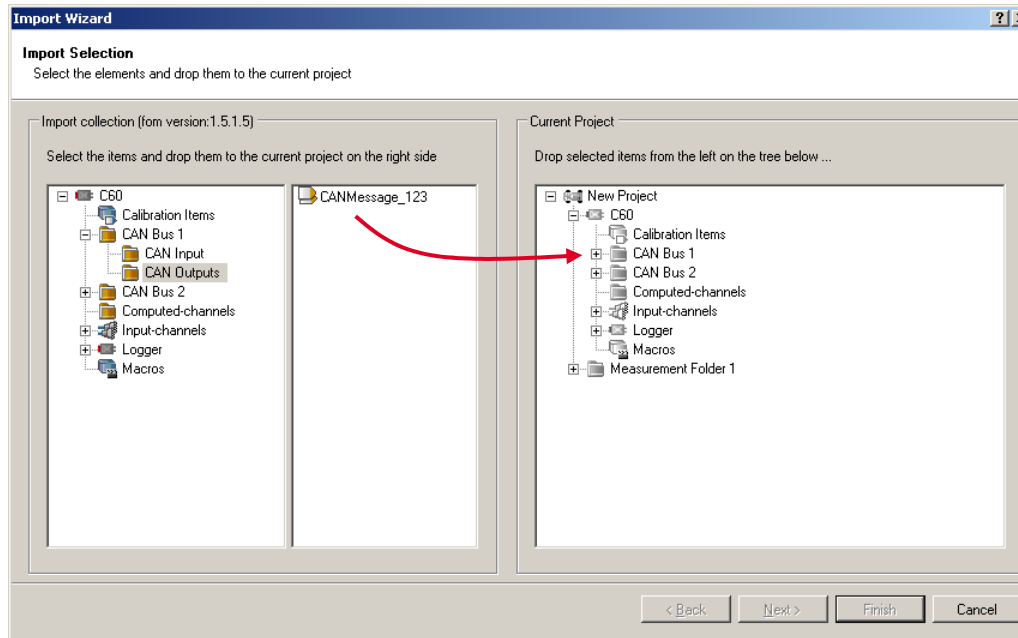 Import Wizard
Import Selection
Select the elements and drop them to the current project
Import collection (fom version:1.5.1.5)
Select the items and drop them to the current project on the right side
C60
Calibration Items
CAN Bus 1
CAN Input
CAN Outputs
CAN Bus 2
Computed-channels
Input-channels
Logger
Macros
CANMessage_123
Current Project
Drop selected items from the left on the tree below ...
New Project
C60
Calibration Items
CAN Bus 1
CAN Bus 2
Computed-channels
Input-channels
Logger
Macros
Measurement Folder 1
< Back
Next >
Finish
Cancel